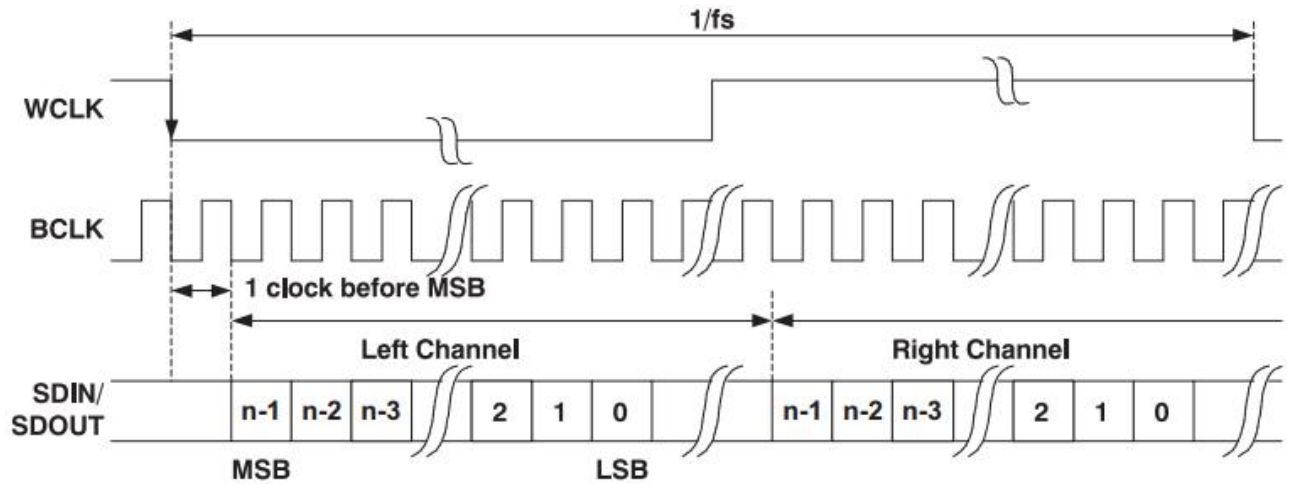 1/fs
WCLK
BCLK
1 clock before MSB
Left Channel
Right Channel
SDIN/
SDOUT
n-1 n-2 n-3 2 1 0 n-1 n-2 n-3 2 1 0
MSB LSB